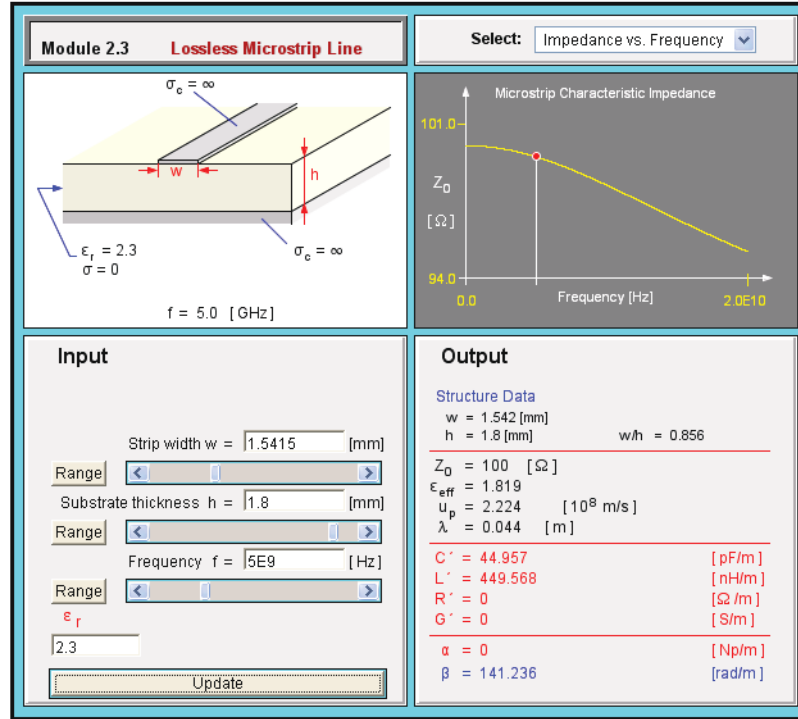 Module 2.3 Lossless Microstrip Line
Select: Impedance vs. Frequency
σc = ∞
w
h
εr = 2.3
σ = 0
σc = ∞
f = 5.0 [GHz]
Microstrip Characteristic Impedance
101.0
Z0
[Ω]
94.0
0.0
Frequency [Hz]
2.0E10
Input
Strip width w = 1.5415 [mm]
Range
Substrate thickness h = 1.8 [mm]
Range
Frequency f = 5E9 [Hz]
Range
εr
2.3
Update
Output
Structure Data
w = 1.542 [mm]
h = 1.8 [mm] w/h = 0.856
Z0 = 100 [Ω]
εeff = 1.819
up = 2.224 [10⁸ m/s]
λ = 0.044 [m]
C´ = 44.957 [pF/m]
L´ = 449.568 [nH/m]
R´ = 0 [Ω/m]
G´ = 0 [S/m]
α = 0 [Np/m]
β = 141.236 [rad/m]